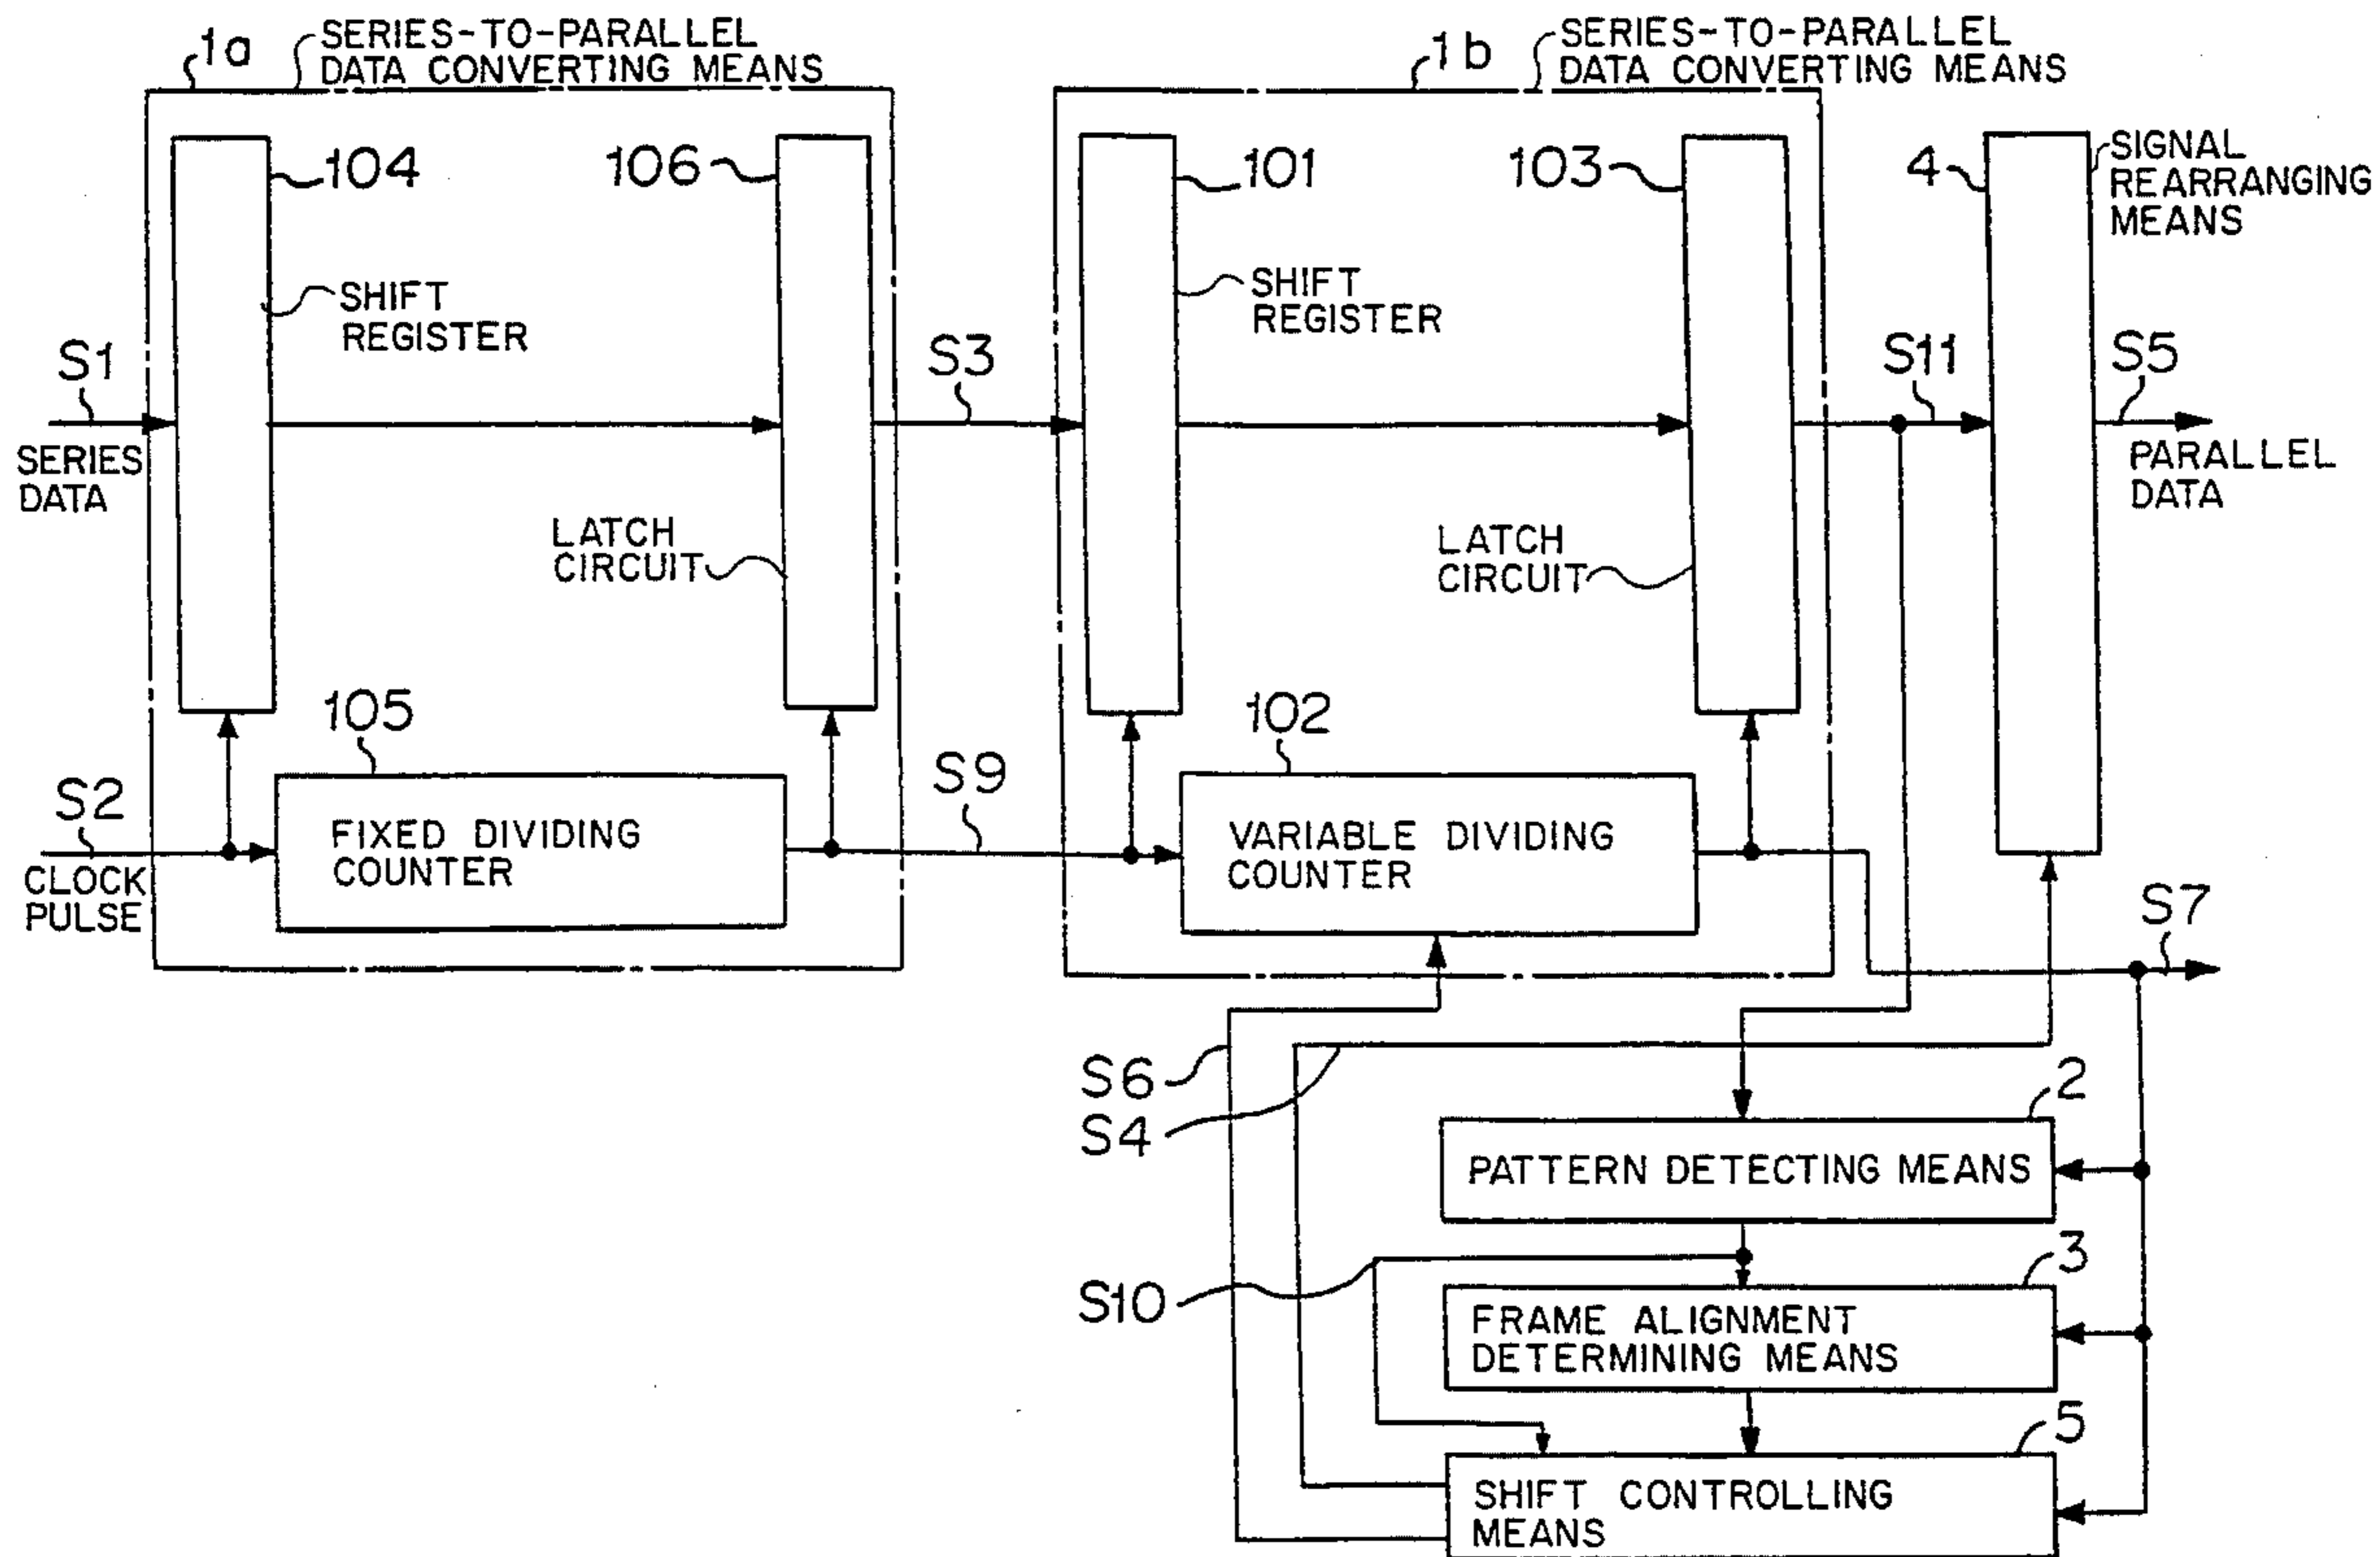 1a
SERIES-TO-PARALLEL
DATA CONVERTING MEANS
1b
SERIES-TO-PARALLEL
DATA CONVERTING MEANS
104
106
101
103
4
SIGNAL
REARRANGING
MEANS
SHIFT
REGISTER
SHIFT
REGISTER
S1
SERIES
DATA
S3
S11
S5
PARALLEL
DATA
LATCH
CIRCUIT
LATCH
CIRCUIT
105
102
S2
CLOCK
PULSE
FIXED DIVIDING
COUNTER
S9
VARIABLE DIVIDING
COUNTER
S7
S6
S4
2
PATTERN DETECTING MEANS
S10
3
FRAME ALIGNMENT
DETERMINING MEANS
5
SHIFT CONTROLLING
MEANS